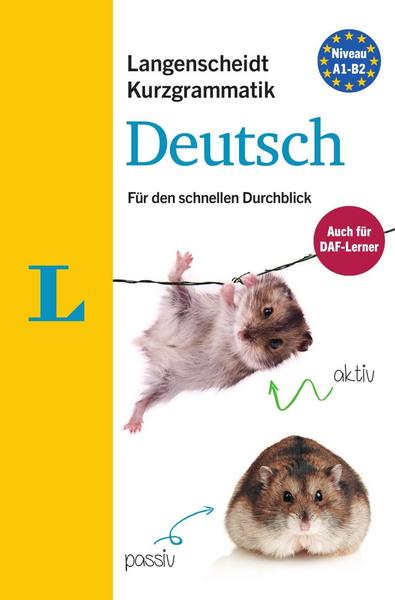 Langenscheidt
Kurzgrammatik
Deutsch
Für den schnellen Durchblick
Niveau
A1-B2
Auch für
DAF-Lerner
L
aktiv
passiv